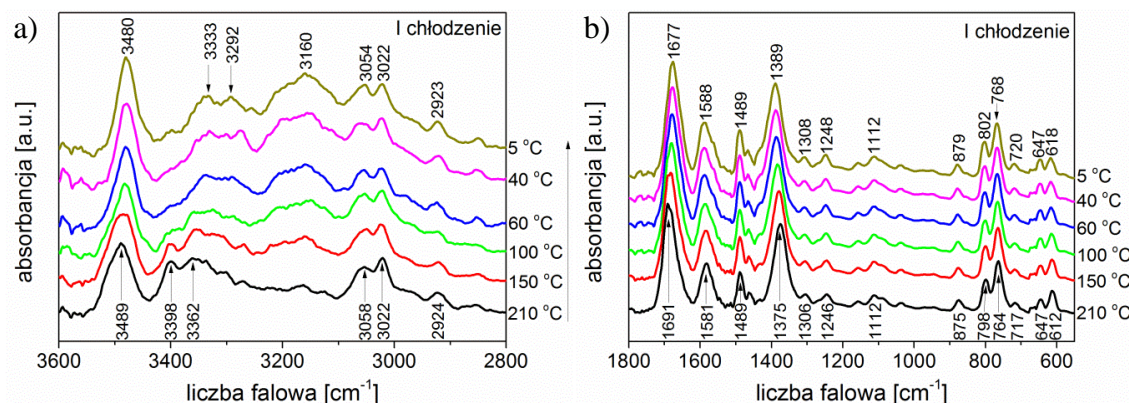 a)
I chłodzenie
3480
3333
3292
3160
3054
3022
2923
5 °C
40 °C
60 °C
100 °C
150 °C
210 °C
3489
3398
3362
3058
3022
2924
3600 3400 3200 3000 2800
liczba falowa [cm-1]
absorbancja [a.u.]
b)
I chłodzenie
1677
1588
1489
1389
1308
1248
1112
879
802
768
720
647
618
5 °C
40 °C
60 °C
100 °C
150 °C
210 °C
1691
1581
1489
1375
1306
1246
1112
875
798
764
717
647
612
1800 1600 1400 1200 1000 800 600
liczba falowa [cm-1]
absorbancja [a.u.]